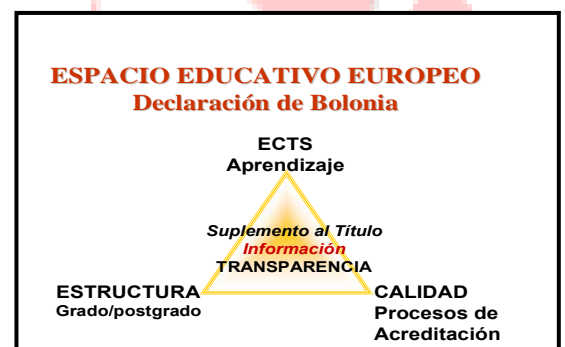 ESPACIO EDUCATIVO EUROPEO
Declaración de Bolonia
ECTS
Aprendizaje
Suplemento al Título
Información
TRANSPARENCIA
ESTRUCTURA
Grado/postgrado
CALIDAD
Procesos de
Acreditación